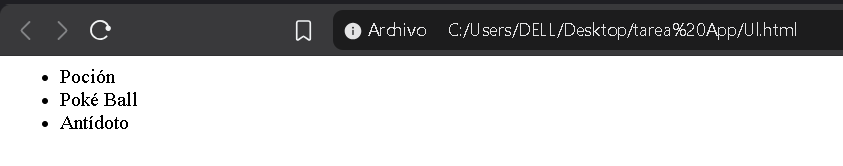 Archivo C:/Users/DELL/Desktop/tarea%20App/Ul.html
Poción
Poké Ball
Antídoto